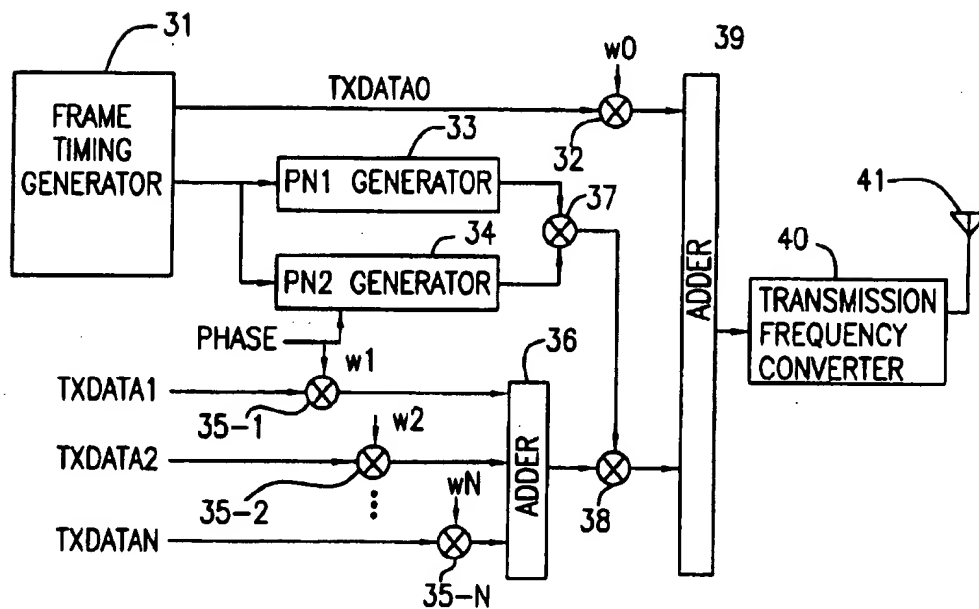 31
FRAME
TIMING
GENERATOR
TXDATA0
w0
32
39
33
PN1 GENERATOR
37
34
PN2 GENERATOR
PHASE
w1
TXDATA1
35-1
w2
TXDATA2
35-2
wN
TXDATAN
35-N
36
ADDER
38
ADDER
40
TRANSMISSION
FREQUENCY
CONVERTER
41